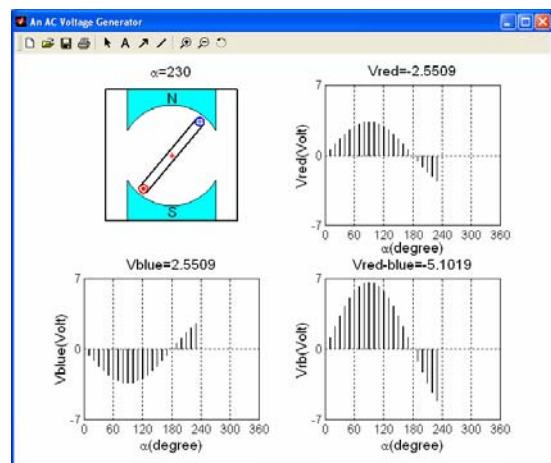 An AC Voltage Generator
A
α=230
N
S
Vred=-2.5509
7
0
-7
Vred(Volt)
0 60 120 180 240 300 360
α(degree)
Vblue=2.5509
7
0
-7
Vblue(Volt)
0 60 120 180 240 300 360
α(degree)
Vred-blue=-5.1019
7
0
-7
Vrb(Volt)
0 60 120 180 240 300 360
α(degree)